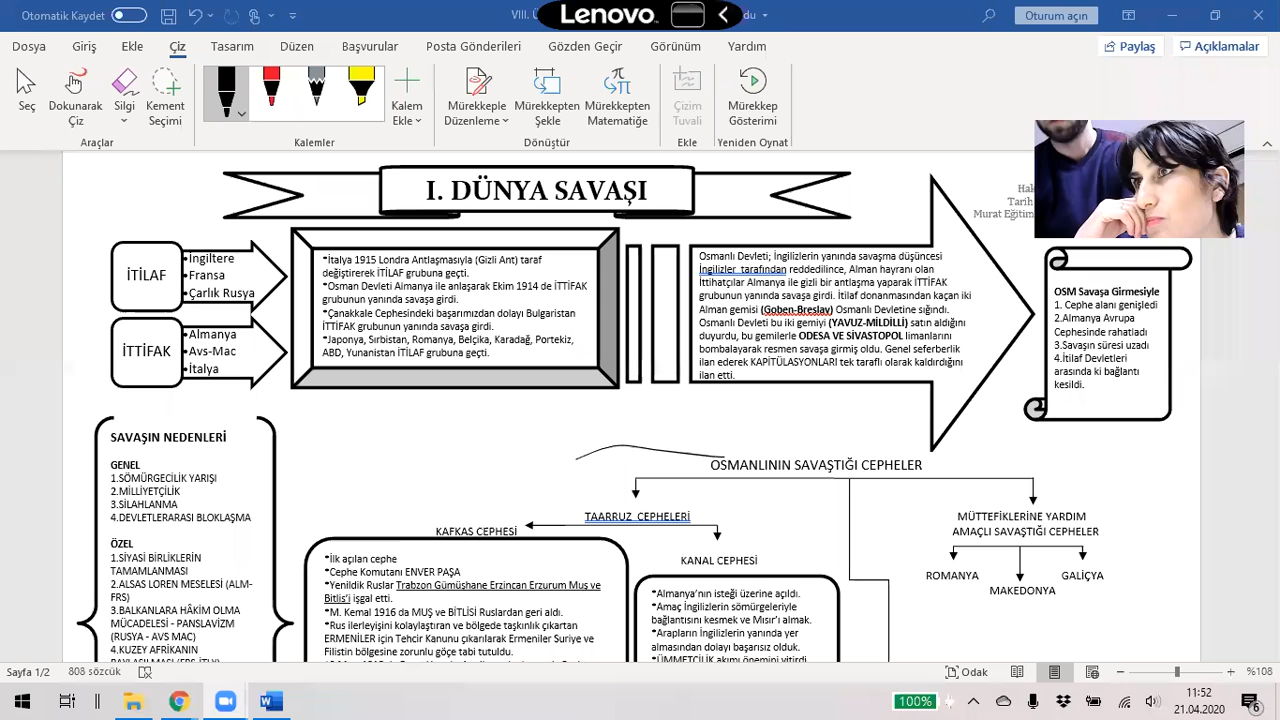 Otomatik Kaydet
VIII.
Lenovo
Oturum açın
Dosya Giriş Ekle Çiz Tasarım Düzen Başvurular Posta Gönderileri Gözden Geçir Görünüm Yardım Paylaş Açıklamalar
Seç
Dokunarak Çiz
Silgi
Kement Seçimi
Kalem Ekle
Mürekkeple Düzenleme
Mürekkepten Şekle
Mürekkepten Matematiğe
Çizim Tuvali
Mürekkep Gösterimi
Araçlar Kalemler Dönüştür Ekle Yeniden Oynat
I. DÜNYA SAVAŞI
Hak
Tarih
Murat Eğitim
İTİLAF
•İngiltere
•Fransa
•Çarlık Rusya
İTTİFAK
•Almanya
•Avs-Mac
•İtalya
*İtalya 1915 Londra Antlaşmasıyla (Gizli Ant) taraf
değiştirerek İTİLAF grubuna geçti.
*Osman Devleti Almanya ile anlaşarak Ekim 1914 de İTTİFAK
grubunun yanında savaşa girdi.
*Çanakkale Cephesindeki başarımızdan dolayı Bulgaristan
İTTİFAK grubunun yanında savaşa girdi.
*Japonya, Sırbistan, Romanya, Belçika, Karadağ, Portekiz,
ABD, Yunanistan İTİLAF grubuna geçti.
Osmanlı Devleti; İngilizlerin yanında savaşma düşüncesi
İngilizler tarafından reddedilince, Alman hayranı olan
İttihatçılar Almanya ile gizli bir antlaşma yaparak İTTİFAK
grubunun yanında savaşa girdi. İtilaf donanmasından kaçan iki
Alman gemisi (Goben-Breslav) Osmanlı Devletine sığındı.
Osmanlı Devleti bu iki gemiyi (YAVUZ-MİLDİLLİ) satın aldığını
duyurdu, bu gemilerle ODESA VE SİVASTOPOL limanlarını
bombalayarak resmen savaşa girmiş oldu. Genel seferberlik
ilan ederek KAPİTÜLASYONLARI tek taraflı olarak kaldırdığını
ilan etti.
OSM Savaşa Girmesiyle
1. Cephe alanı genişledi
2.Almanya Avrupa
Cephesinde rahatladı
3.Savaşın süresi uzadı
4.İtilaf Devletleri
arasında ki bağlantı
kesildi.
SAVAŞIN NEDENLERİ
GENEL
1.SÖMÜRGECİLİK YARIŞI
2.MİLLİYETÇİLİK
3.SİLAHLANMA
4.DEVLETLERARASI BLOKLAŞMA
ÖZEL
1.SİYASİ BİRLİKLERİN
TAMAMLANMASI
2.ALSAS LOREN MESELESİ (ALM-
FRS)
3.BALKANLARA HÂKİM OLMA
MÜCADELESİ - PANSLAVİZM
(RUSYA - AVS MAC)
4.KUZEY AFRİKANIN
PAYLAŞILMASI (FRS-İTLY)
OSMANLININ SAVAŞTIĞI CEPHELER
TAARRUZ CEPHELERİ
KAFKAS CEPHESİ
*İlk açılan cephe
*Cephe Komutanı ENVER PAŞA
*Yenildik Ruslar Trabzon Gümüşhane Erzincan Erzurum Muş ve
Bitlis'i işgal etti.
*M. Kemal 1916 da MUŞ ve BİTLİSİ Ruslardan geri aldı.
*Rus ilerleyişini kolaylaştıran ve bölgede taşkınlık çıkartan
ERMENİLER için Tehcir Kanunu çıkarılarak Ermeniler Suriye ve
Filistin bölgesine zorunlu göçe tabi tutuldu.
KANAL CEPHESİ
*Almanya'nın isteği üzerine açıldı.
*Amaç İngilizlerin sömürgeleriyle
bağlantısını kesmek ve Mısır'ı almak.
*Arapların İngilizlerin yanında yer
almasından dolayı başarısız olduk.
*ÜMMETÇİLİK akımı önemini yitirdi
MÜTTEFİKLERİNE YARDIM
AMAÇLI SAVAŞTIĞI CEPHELER
ROMANYA
MAKEDONYA
GALİÇYA
Sayfa 1/2 808 sözcük Odak %108
100%
11:52
21.04.2020
6